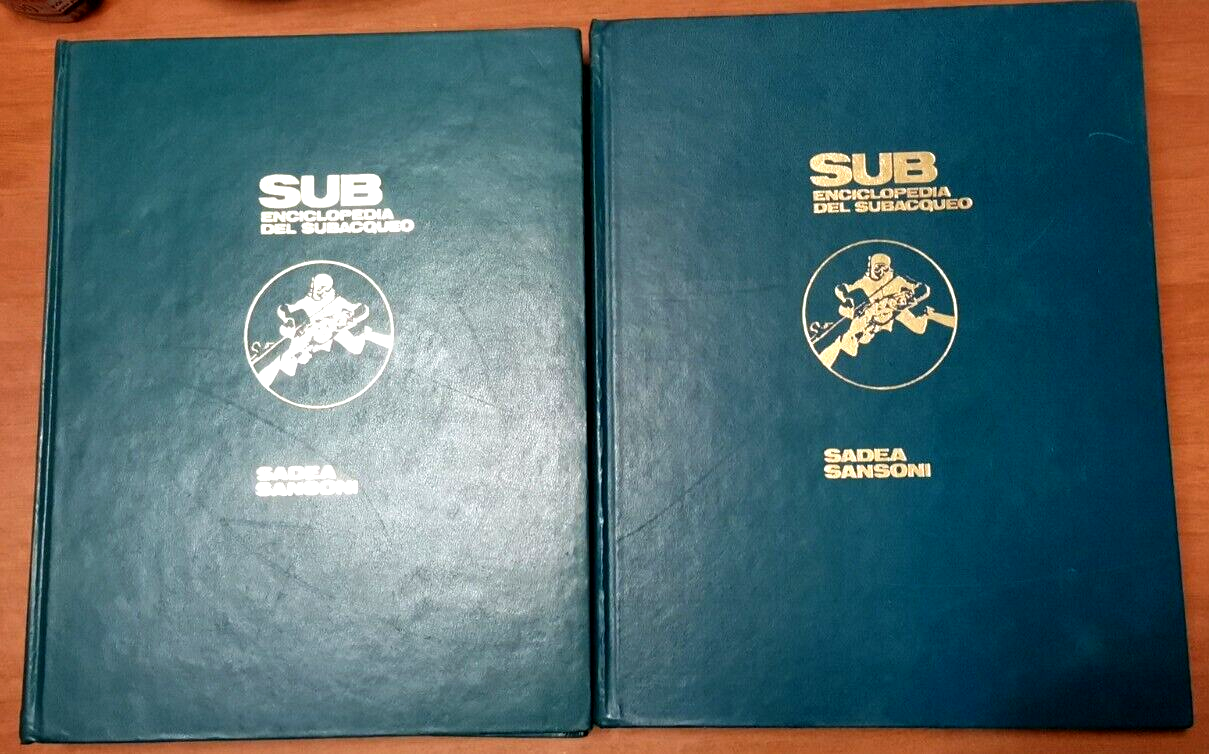 SUB
ENCICLOPEDIA
DEL SUBACQUEO
SADEA
SANSONI
SUB
ENCICLOPEDIA
DEL SUBACQUEO
SADEA
SANSONI